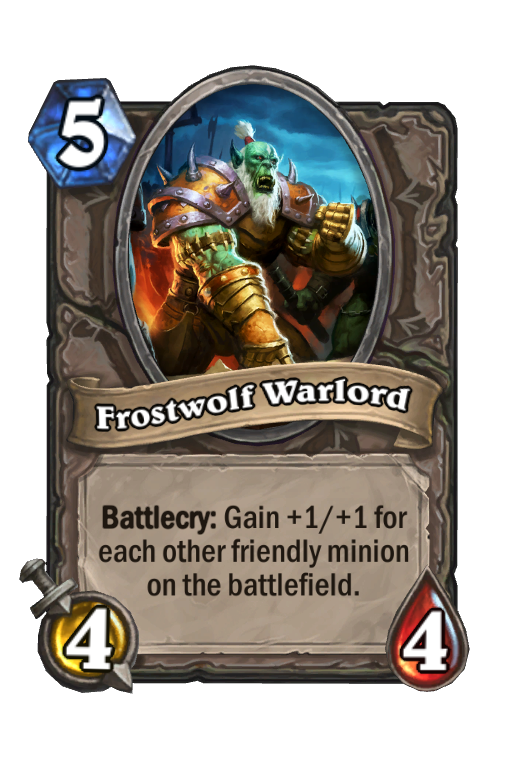 5
Frostwolf Warlord
Battlecry: Gain +1/+1 for
each other friendly minion
on the battlefield.
4
4